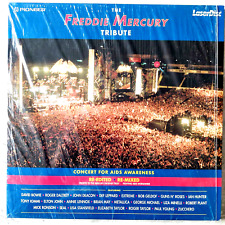 PIONEER
THE
LaserDisc
FREDDIE MERCURY
TRIBUTE
CONCERT FOR AIDS AWARENESS
RE-EDITED RE-MIXED
DAVID BOWIE • ROGER DALTREY • JOHN DEACON • DEF LEPPARD • EXTREME • BOB GELDOF • GUNS N' ROSES • IAN HUNTER
TONY IOMMI • ELTON JOHN • ANNIE LENNOX • BRIAN MAY • METALLICA • GEORGE MICHAEL • LIZA MINELLI • ROBERT PLANT
MICK RONSON • SEAL • LISA STANSFIELD • ELIZABETH TAYLOR • ROGER TAYLOR • PAUL YOUNG • ZUCCHERO